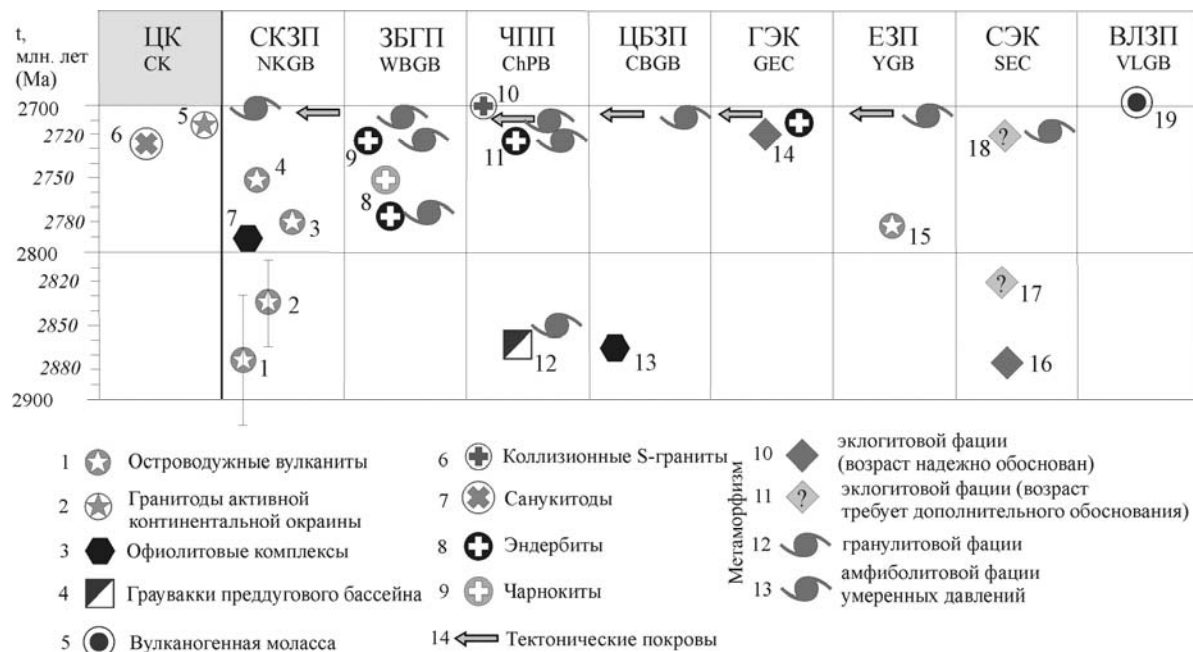 t,
млн. лет
(Ma)
ЦК
CK
СКЗП
NKGB
ЗБГП
WBGB
ЧПП
ChPB
ЦБЗП
CBGB
ГЭК
GEC
ЕЗП
YGB
СЭК
SEC
ВЛЗП
VLGB
2700
2720
2750
2780
2800
2820
2850
2880
2900
6
5
4
7
3
2
1
9
8
10
11
12
13
14
15
18 ?
? 17
16
19
1 Островодужные вулканиты
2 Гранитоды активной
континентальной окраины
3 Офиолитовые комплексы
4 Граувакки преддугового бассейна
5 Вулканогенная моласса
6 Коллизионные S-граниты
7 Санукитоды
8 Эндербиты
9 Чарнокиты
14 Тектонические покровы
Метаморфизм
10 эклогитовой фации
(возраст надежно обоснован)
11 ? эклогитовой фации (возраст
требует дополнительного обоснования)
12 гранулитовой фации
13 амфиболитовой фации
умеренных давлений